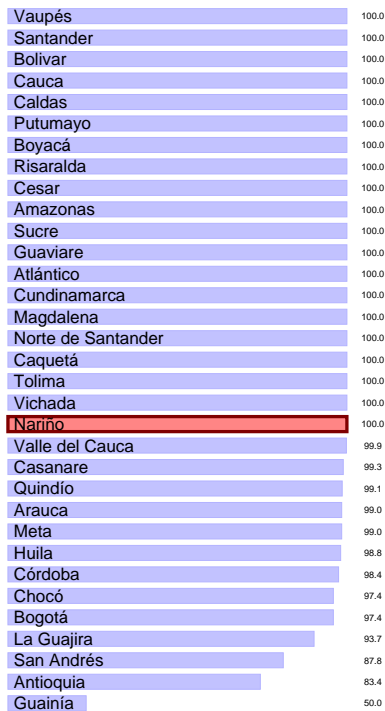 Vaupés 100.0
Santander 100.0
Bolivar 100.0
Cauca 100.0
Caldas 100.0
Putumayo 100.0
Boyacá 100.0
Risaralda 100.0
Cesar 100.0
Amazonas 100.0
Sucre 100.0
Guaviare 100.0
Atlántico 100.0
Cundinamarca 100.0
Magdalena 100.0
Norte de Santander 100.0
Caquetá 100.0
Tolima 100.0
Vichada 100.0
Nariño 100.0
Valle del Cauca 99.9
Casanare 99.3
Quindío 99.1
Arauca 99.0
Meta 99.0
Huila 98.8
Córdoba 98.4
Chocó 97.4
Bogotá 97.4
La Guajira 93.7
San Andrés 87.8
Antioquia 83.4
Guainía 50.0